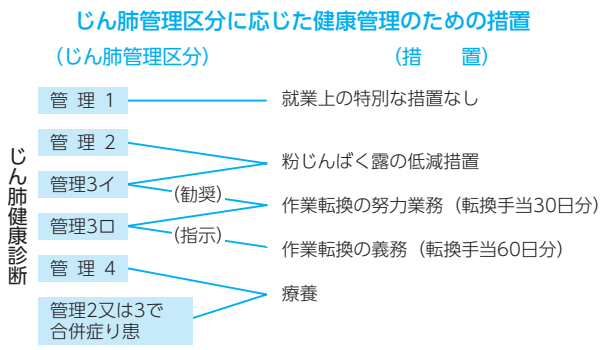 じん肺管理区分に応じた健康管理のための措置
（じん肺管理区分）
（措　　置）
じん肺健康診断
管 理 1
就業上の特別な措置なし
管 理 2
粉じんばく露の低減措置
管理3イ
(勧奨)
作業転換の努力業務（転換手当30日分）
管理3ロ
(指示)
作業転換の義務（転換手当60日分）
管 理 4
療養
管理2又は3で
合併症り患